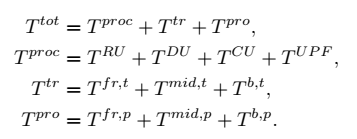 T^{tot} = T^{proc} + T^{tr} + T^{pro},
T^{proc} = T^{RU} + T^{DU} + T^{CU} + T^{UPF},
T^{tr} = T^{fr,t} + T^{mid,t} + T^{b,t},
T^{pro} = T^{fr,p} + T^{mid,p} + T^{b,p}.